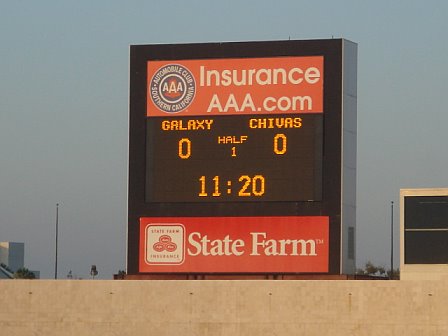 Insurance
AAA.com
AUTOMOBILE CLUB
AAA
SOUTHERN CALIFORNIA
GALAXY CHIVAS
0 HALF 0
1
11:20
STATE FARM
INSURANCE
State Farm™